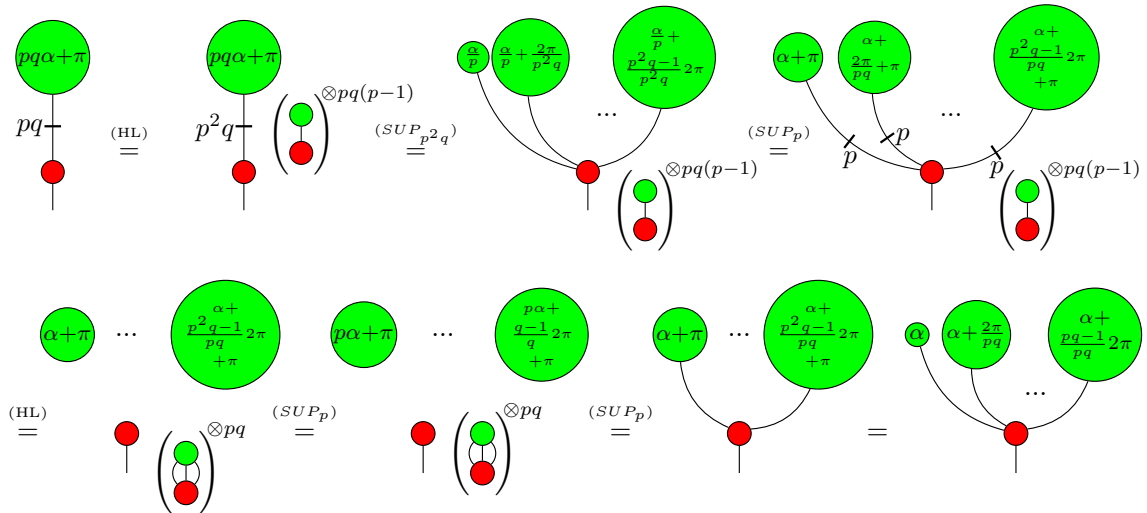 pqα+π
pq
(HL)
=
pqα+π
p²q
( ) ⊗pq(p−1)
(SUP_{p²q})
=
α/p
α/p + 2π/p²q
...
α/p + (p²q−1)/p²q 2π
( ) ⊗pq(p−1)
(SUP_p)
=
α+π
α+ 2π/pq +π
...
α+ (p²q−1)/pq 2π +π
p
p
p
( ) ⊗pq(p−1)
(HL)
=
α+π
...
α+ (p²q−1)/pq 2π +π
( ) ⊗pq
(SUP_p)
=
pα+π
...
pα+ (q−1)/q 2π +π
( ) ⊗pq
(SUP_p)
=
α+π
...
α+ (p²q−1)/pq 2π +π
=
α
α+ 2π/pq
...
α+ (pq−1)/pq 2π